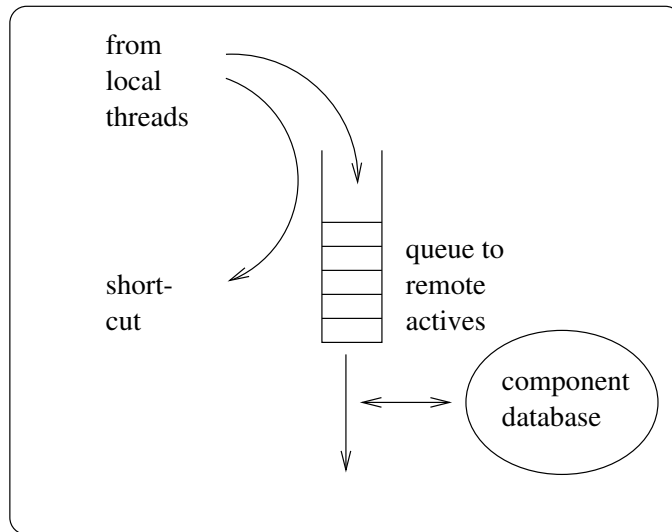 from
local
threads
short-
cut
queue to
remote
actives
component
database